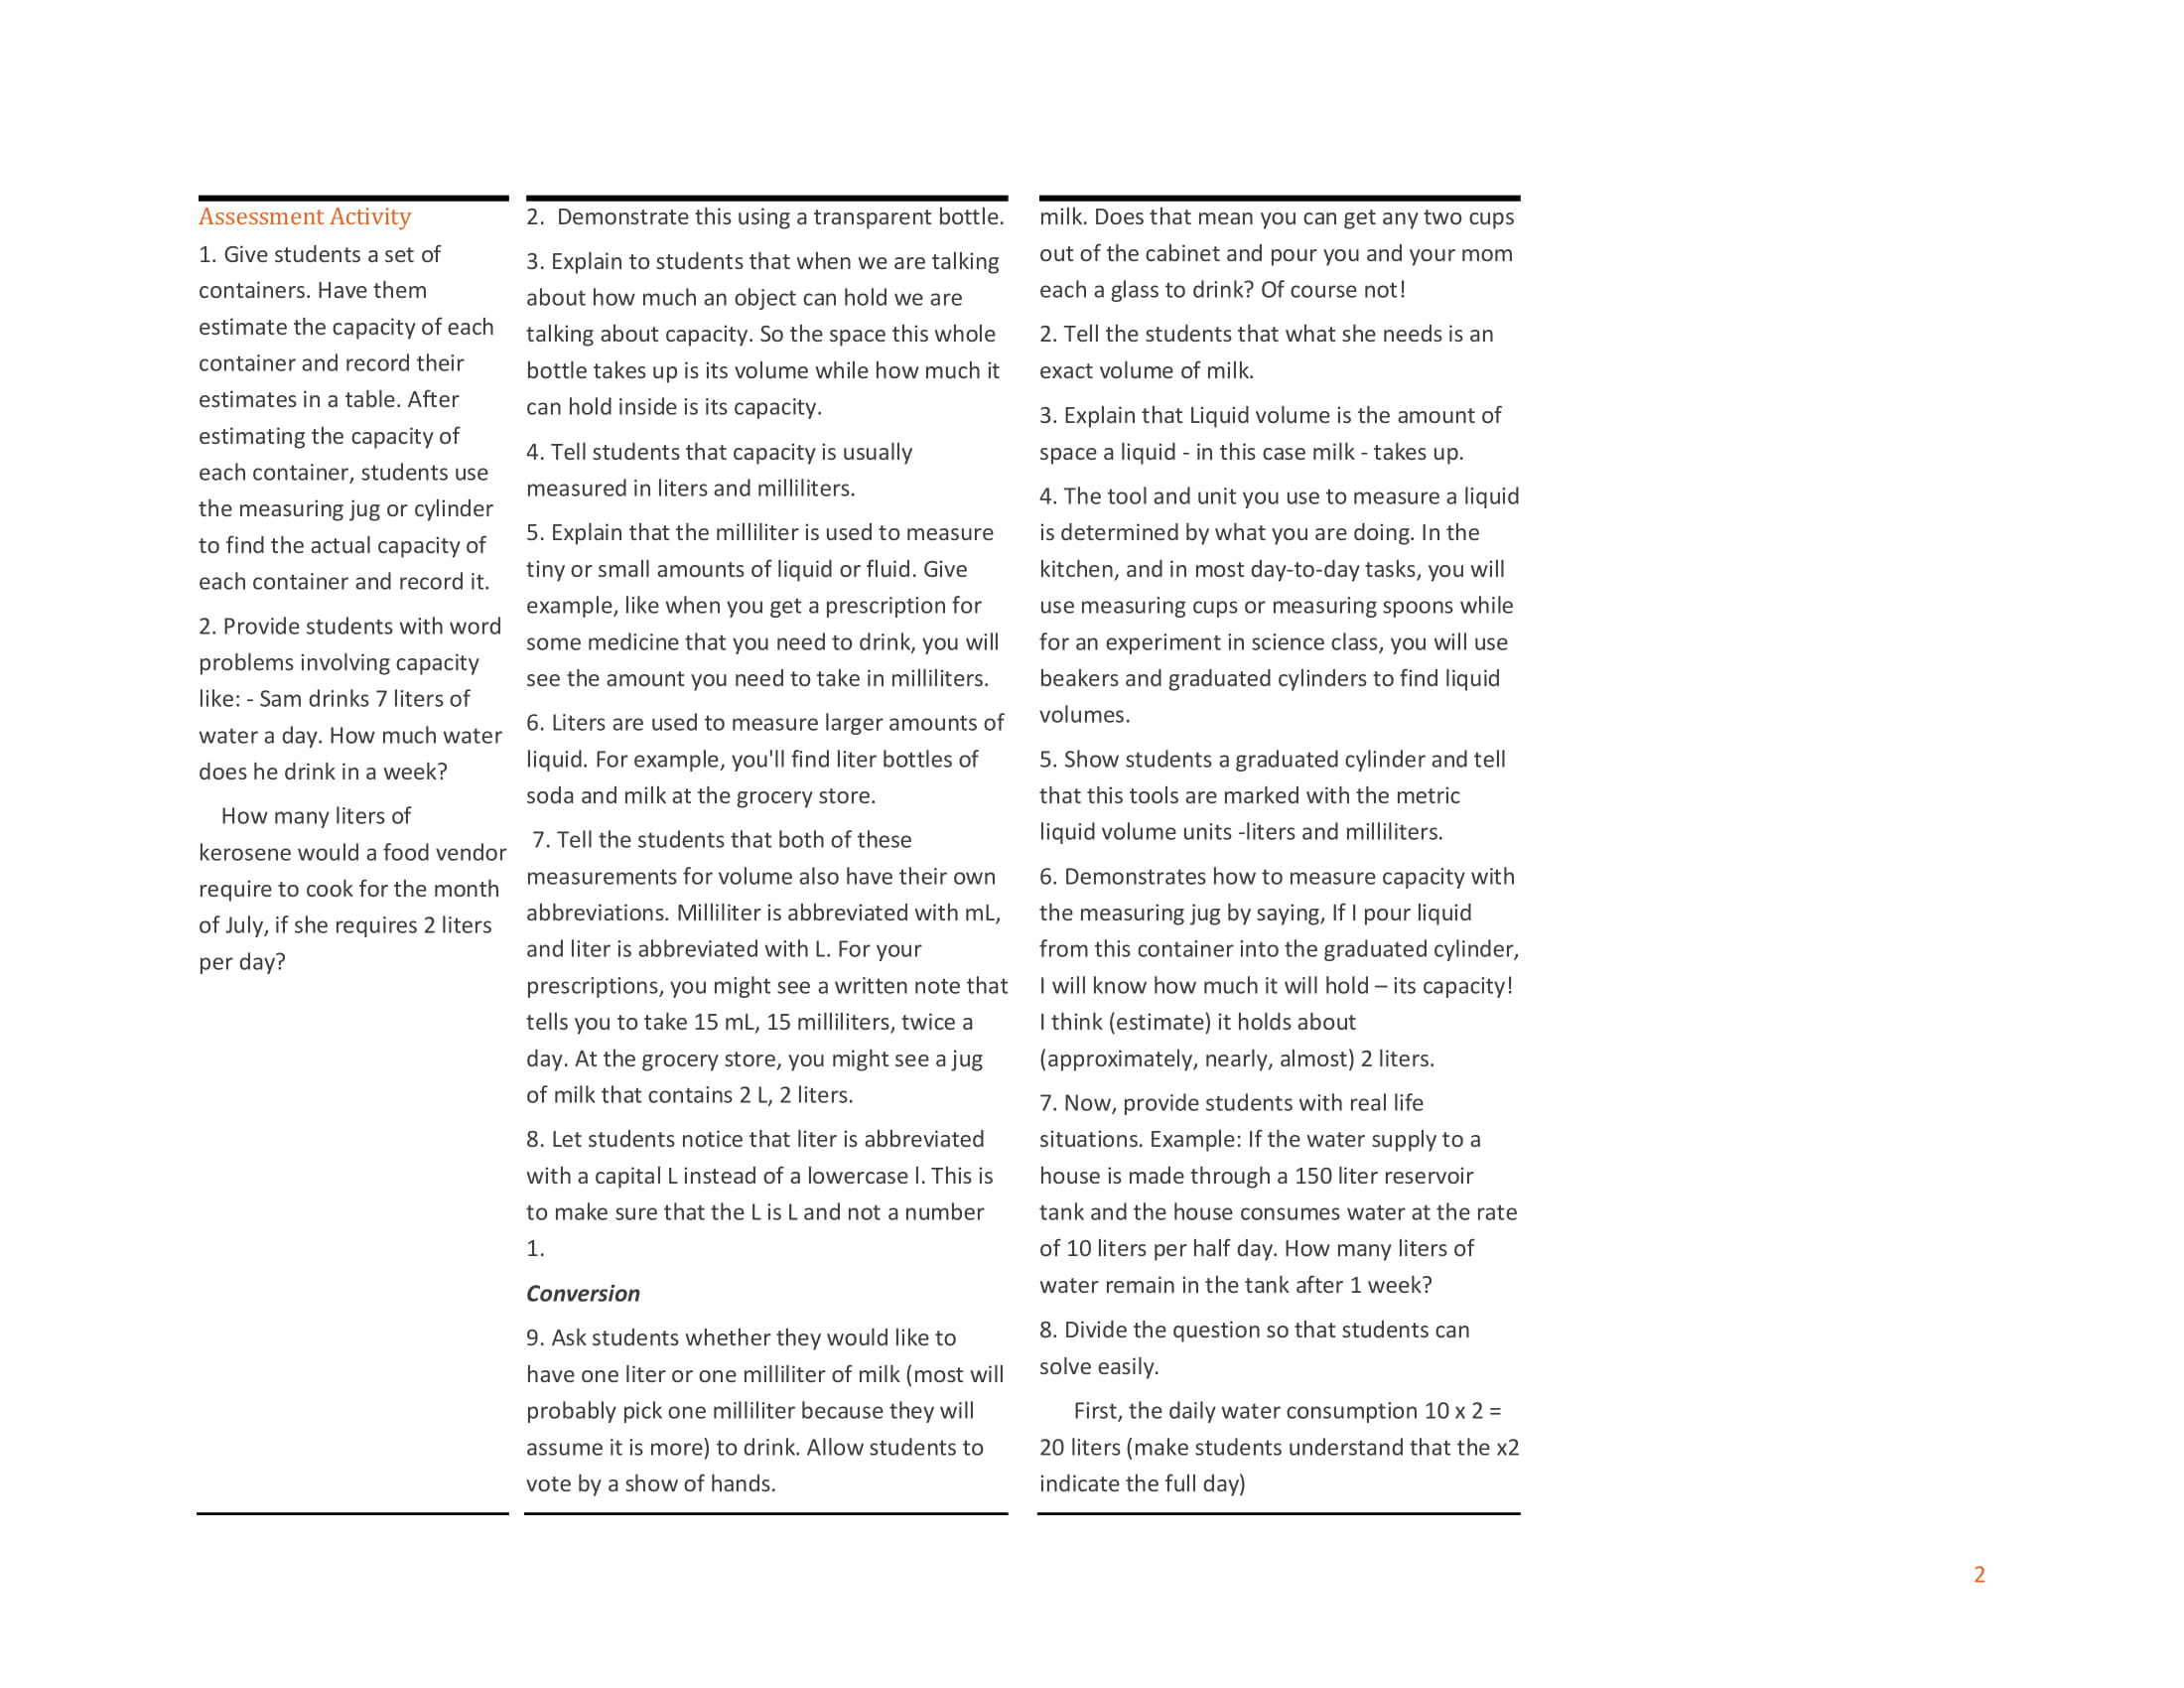 Assessment Activity
1. Give students a set of
containers. Have them
estimate the capacity of each
container and record their
estimates in a table. After
estimating the capacity of
each container, students use
the measuring jug or cylinder
to find the actual capacity of
each container and record it.
2. Provide students with word
problems involving capacity
like: - Sam drinks 7 liters of
water a day. How much water
does he drink in a week?
How many liters of
kerosene would a food vendor
require to cook for the month
of July, if she requires 2 liters
per day?
2.  Demonstrate this using a transparent bottle.
3. Explain to students that when we are talking
about how much an object can hold we are
talking about capacity. So the space this whole
bottle takes up is its volume while how much it
can hold inside is its capacity.
4. Tell students that capacity is usually
measured in liters and milliliters.
5. Explain that the milliliter is used to measure
tiny or small amounts of liquid or fluid. Give
example, like when you get a prescription for
some medicine that you need to drink, you will
see the amount you need to take in milliliters.
6. Liters are used to measure larger amounts of
liquid. For example, you'll find liter bottles of
soda and milk at the grocery store.
7. Tell the students that both of these
measurements for volume also have their own
abbreviations. Milliliter is abbreviated with mL,
and liter is abbreviated with L. For your
prescriptions, you might see a written note that
tells you to take 15 mL, 15 milliliters, twice a
day. At the grocery store, you might see a jug
of milk that contains 2 L, 2 liters.
8. Let students notice that liter is abbreviated
with a capital L instead of a lowercase l. This is
to make sure that the L is L and not a number
1.
Conversion
9. Ask students whether they would like to
have one liter or one milliliter of milk (most will
probably pick one milliliter because they will
assume it is more) to drink. Allow students to
vote by a show of hands.
milk. Does that mean you can get any two cups
out of the cabinet and pour you and your mom
each a glass to drink? Of course not!
2. Tell the students that what she needs is an
exact volume of milk.
3. Explain that Liquid volume is the amount of
space a liquid - in this case milk - takes up.
4. The tool and unit you use to measure a liquid
is determined by what you are doing. In the
kitchen, and in most day-to-day tasks, you will
use measuring cups or measuring spoons while
for an experiment in science class, you will use
beakers and graduated cylinders to find liquid
volumes.
5. Show students a graduated cylinder and tell
that this tools are marked with the metric
liquid volume units -liters and milliliters.
6. Demonstrates how to measure capacity with
the measuring jug by saying, If I pour liquid
from this container into the graduated cylinder,
I will know how much it will hold – its capacity!
I think (estimate) it holds about
(approximately, nearly, almost) 2 liters.
7. Now, provide students with real life
situations. Example: If the water supply to a
house is made through a 150 liter reservoir
tank and the house consumes water at the rate
of 10 liters per half day. How many liters of
water remain in the tank after 1 week?
8. Divide the question so that students can
solve easily.
First, the daily water consumption 10 x 2 =
20 liters (make students understand that the x2
indicate the full day)
2